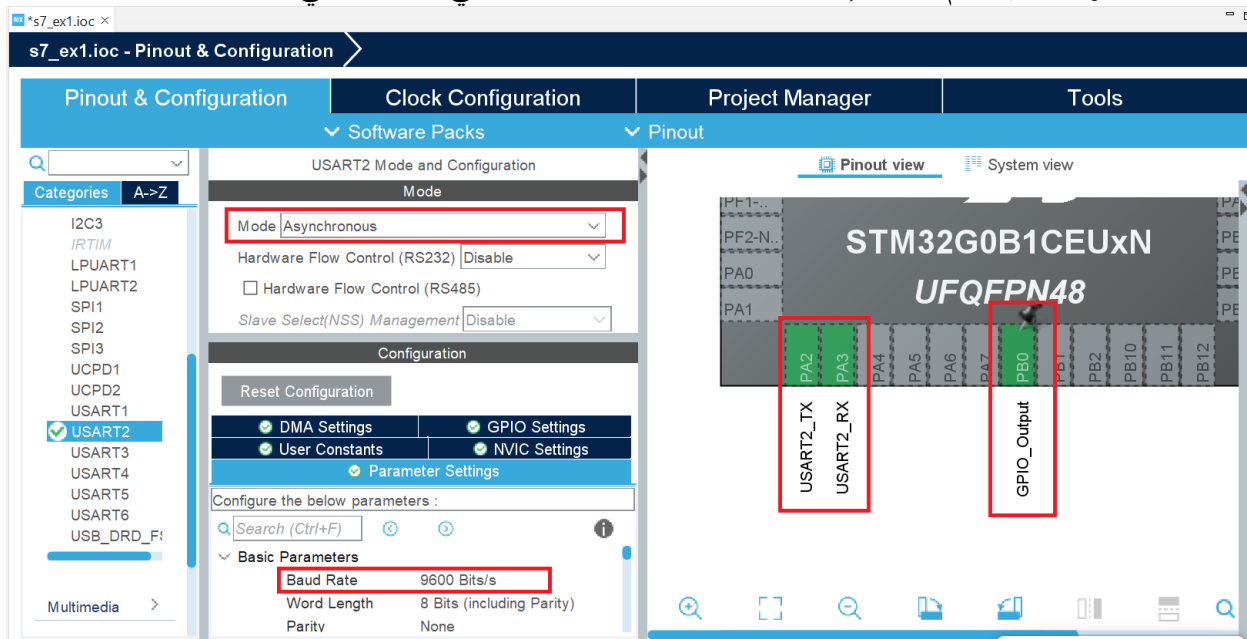 *s7_ex1.ioc ×
s7_ex1.ioc - Pinout & Configuration
Pinout & Configuration
Clock Configuration
Project Manager
Tools
Software Packs
Pinout
Categories
A->Z
I2C3
IRTIM
LPUART1
LPUART2
SPI1
SPI2
SPI3
UCPD1
UCPD2
USART1
USART2
USART3
USART4
USART5
USART6
USB_DRD_F
Multimedia >
USART2 Mode and Configuration
Mode
Mode Asynchronous
Hardware Flow Control (RS232) Disable
Hardware Flow Control (RS485)
Slave Select(NSS) Management Disable
Configuration
Reset Configuration
DMA Settings
GPIO Settings
User Constants
NVIC Settings
Parameter Settings
Configure the below parameters :
Search (Ctrl+F)
Basic Parameters
Baud Rate 9600 Bits/s
Word Length 8 Bits (including Parity)
Parity None
Pinout view
System view
PF1-..
PF2-N..
PA0
PA1
STM32G0B1CEUxN
UFQFPN48
PA2
PA3
PA4
PA5
PA6
PA7
PB0
PB1
PB2
PB10
PB11
PB12
USART2_TX
USART2_RX
GPIO_Output